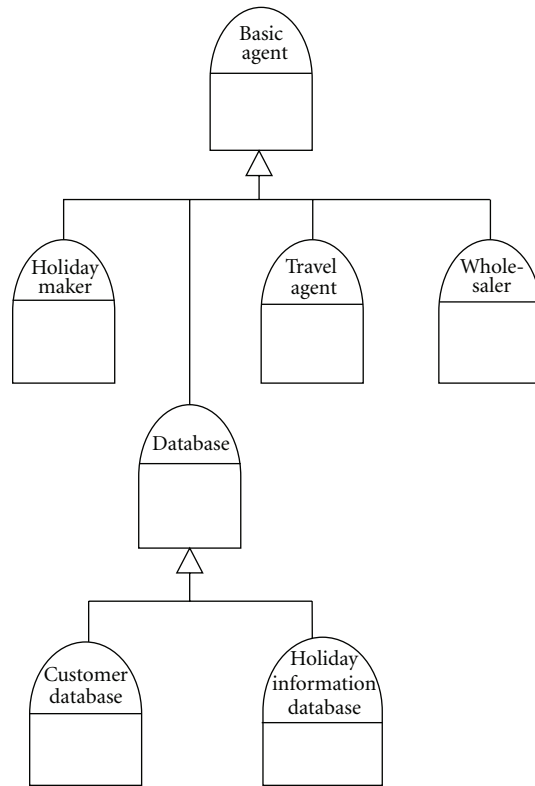 Basic
agent
Holiday
maker
Travel
agent
Whole-
saler
Database
Customer
database
Holiday
information
database